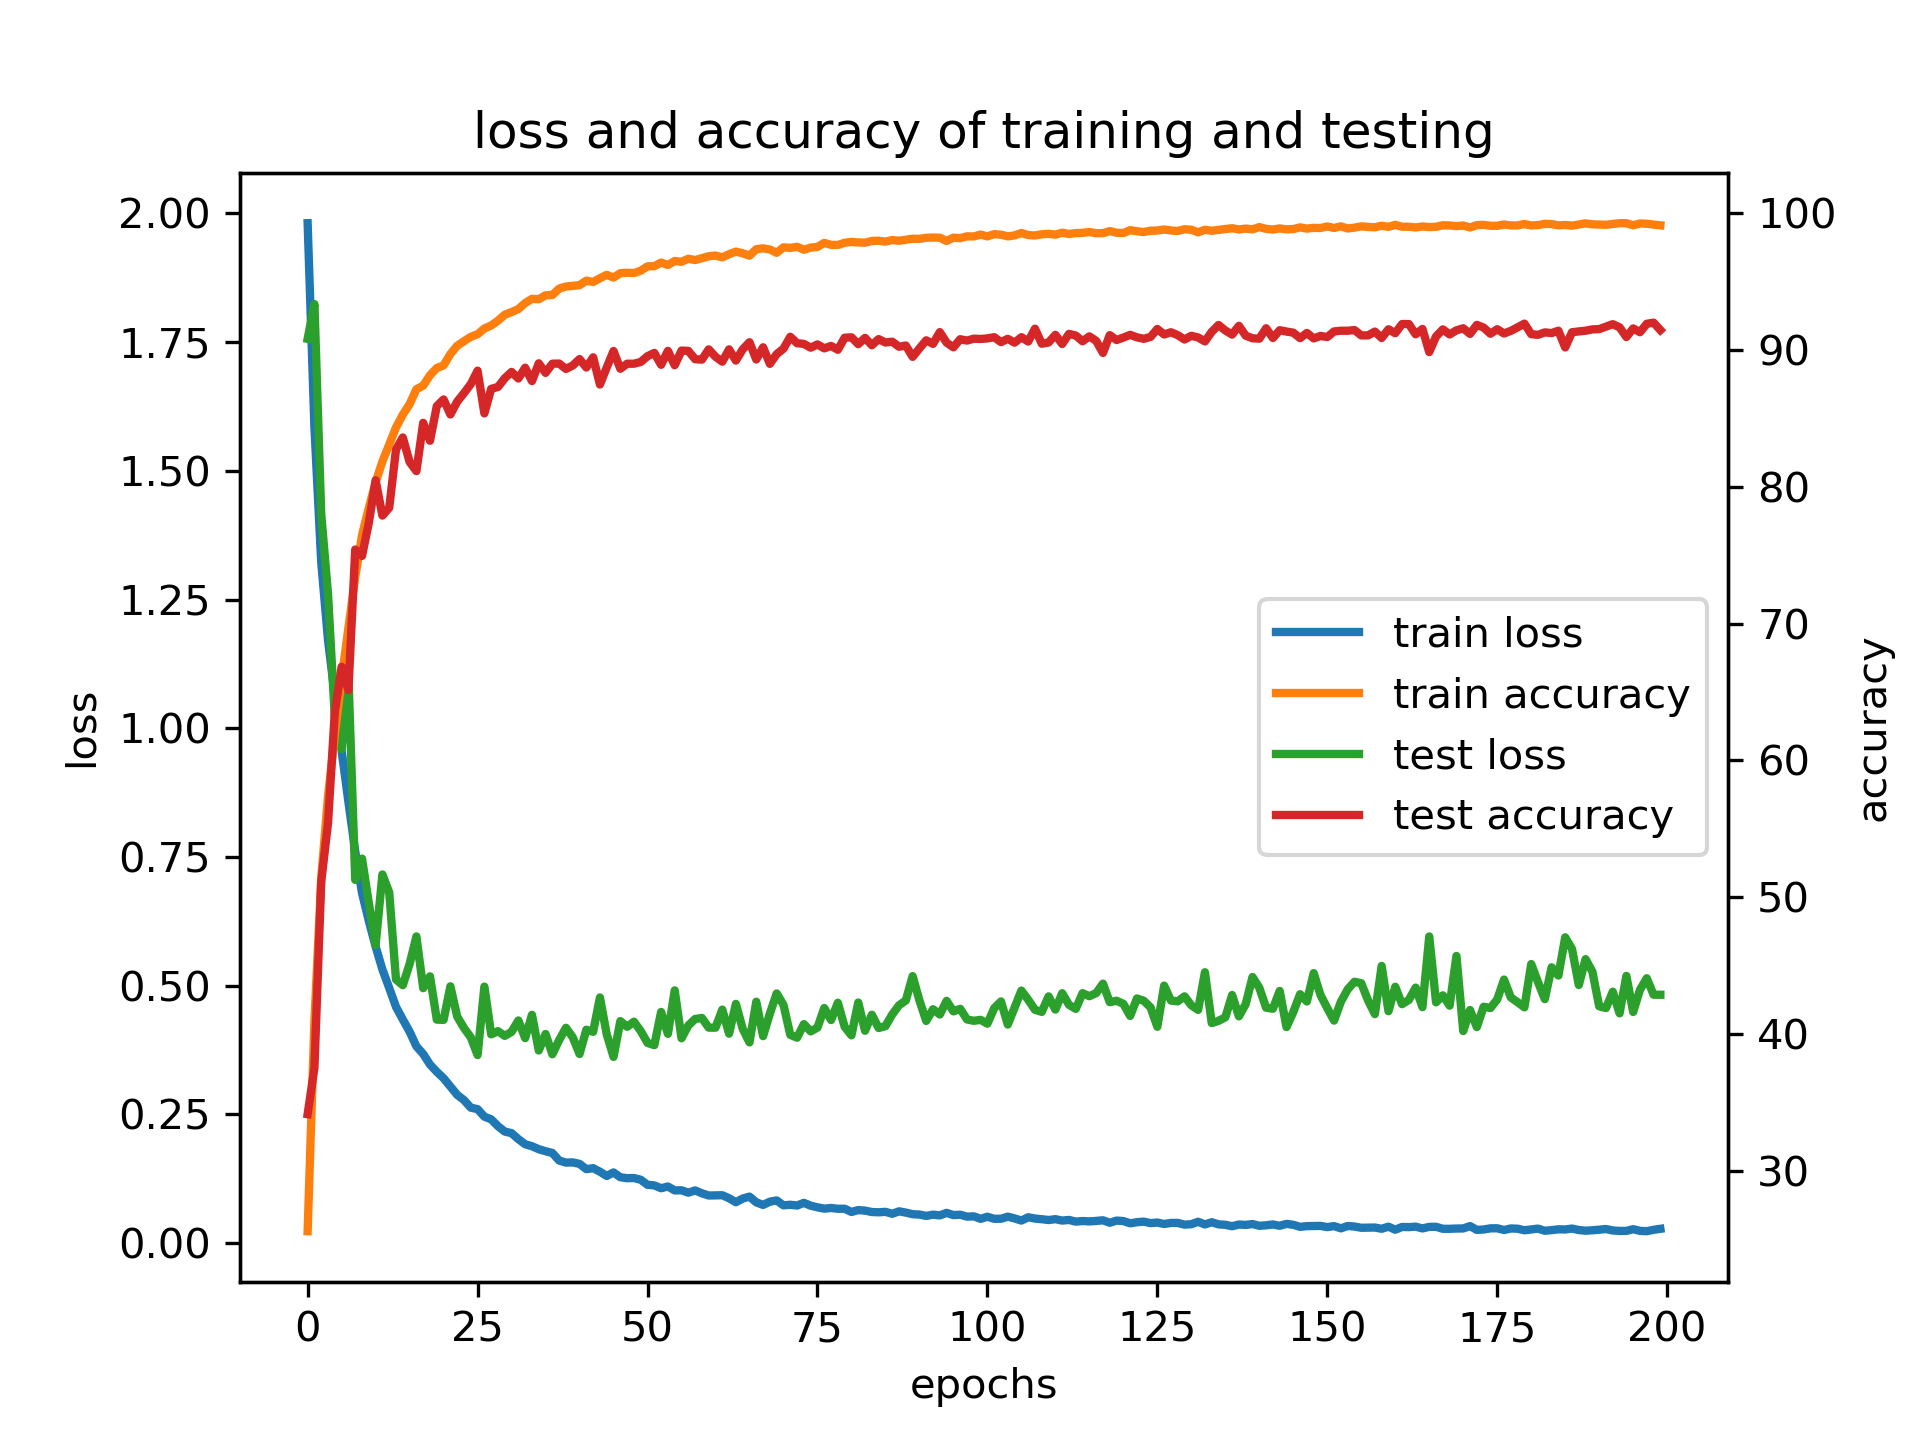 loss and accuracy of training and testing
2.00
1.75
1.50
1.25
1.00
0.75
0.50
0.25
0.00
loss
100
90
80
70
60
50
40
30
accuracy
train loss
train accuracy
test loss
test accuracy
0 25 50 75 100 125 150 175 200
epochs